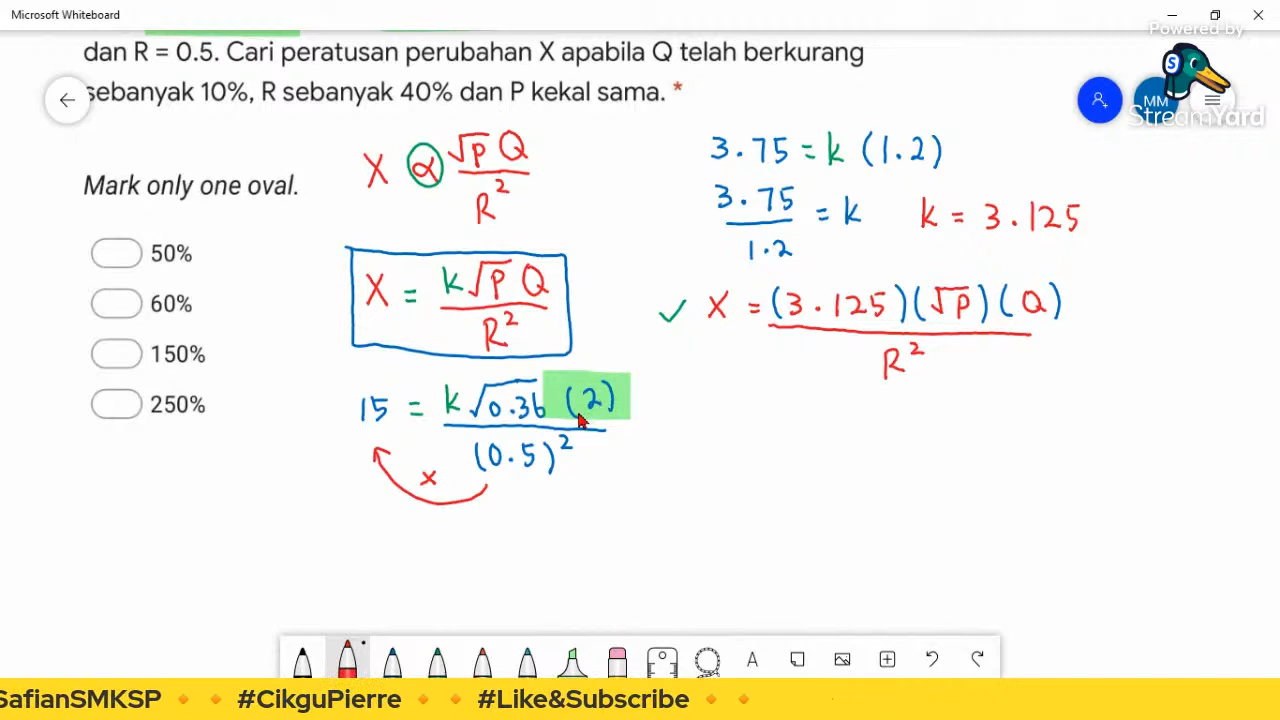 Microsoft Whiteboard
Powered by
dan R = 0.5. Cari peratusan perubahan X apabila Q telah berkurang
sebanyak 10%, R sebanyak 40% dan P kekal sama. *
MM
StreamYard
Mark only one oval.
50%
60%
150%
250%
X α √P Q / R²
X = k√P Q / R²
15 = k√0.36 (2) / (0.5)²
x
3.75 = k (1.2)
3.75 / 1.2 = k
k = 3.125
✓ X = (3.125)(√P)(Q) / R²
A
SafianSMKSP 🔸 #CikguPierre 🔸 🔸 #Like&Subscribe 🔸 🔸